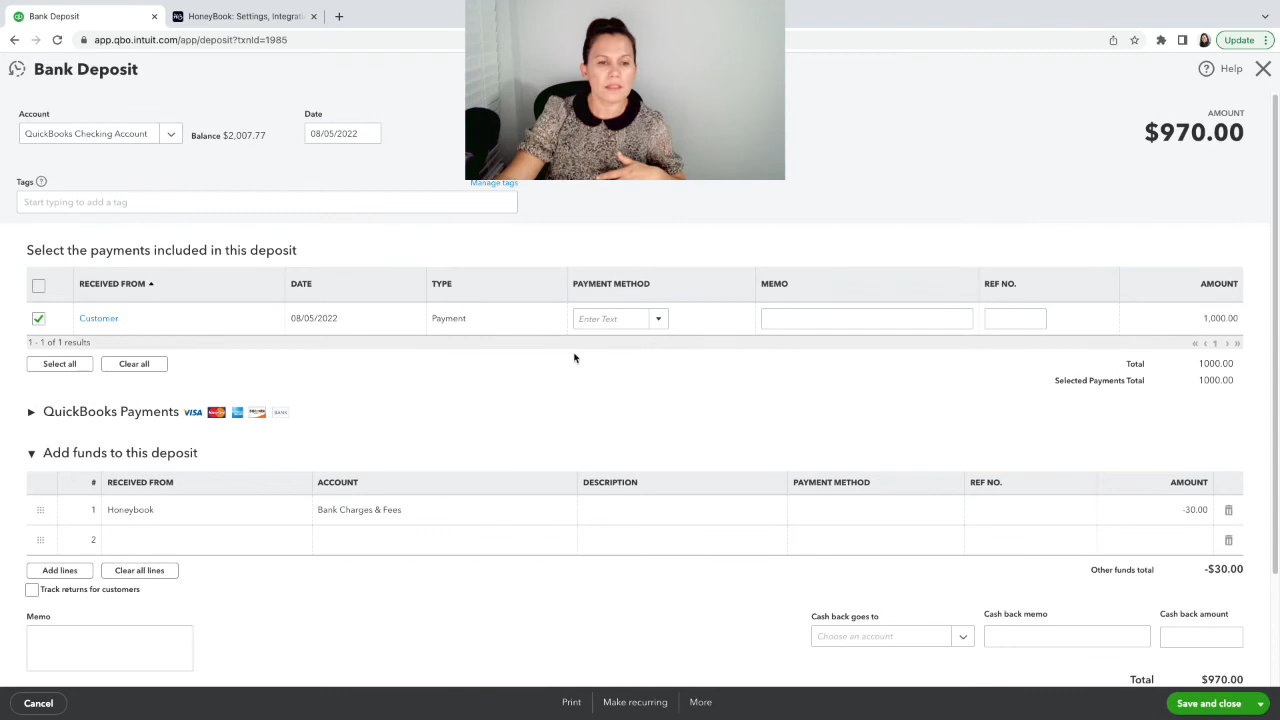 Bank Deposit
HoneyBook: Settings, Integrati
app.qbo.intuit.com/app/deposit?txnId=1985
Update
Bank Deposit
Help
Account
Date
AMOUNT
QuickBooks Checking Account
Balance $2,007.77
08/05/2022
$970.00
Tags
Manage tags
Start typing to add a tag
Select the payments included in this deposit
RECEIVED FROM DATE TYPE PAYMENT METHOD MEMO REF NO. AMOUNT
Customer 08/05/2022 Payment Enter Text 1,000.00
1 - 1 of 1 results
« ‹ 1 › »
Select all Clear all Total 1000.00
Selected Payments Total 1000.00
QuickBooks Payments VISA BANK
Add funds to this deposit
# RECEIVED FROM ACCOUNT DESCRIPTION PAYMENT METHOD REF NO. AMOUNT
1 Honeybook Bank Charges & Fees -30.00
2
Add lines Clear all lines Other funds total -$30.00
Track returns for customers
Memo Cash back goes to Cash back memo Cash back amount
Choose an account
Total $970.00
Cancel Print Make recurring More Save and close